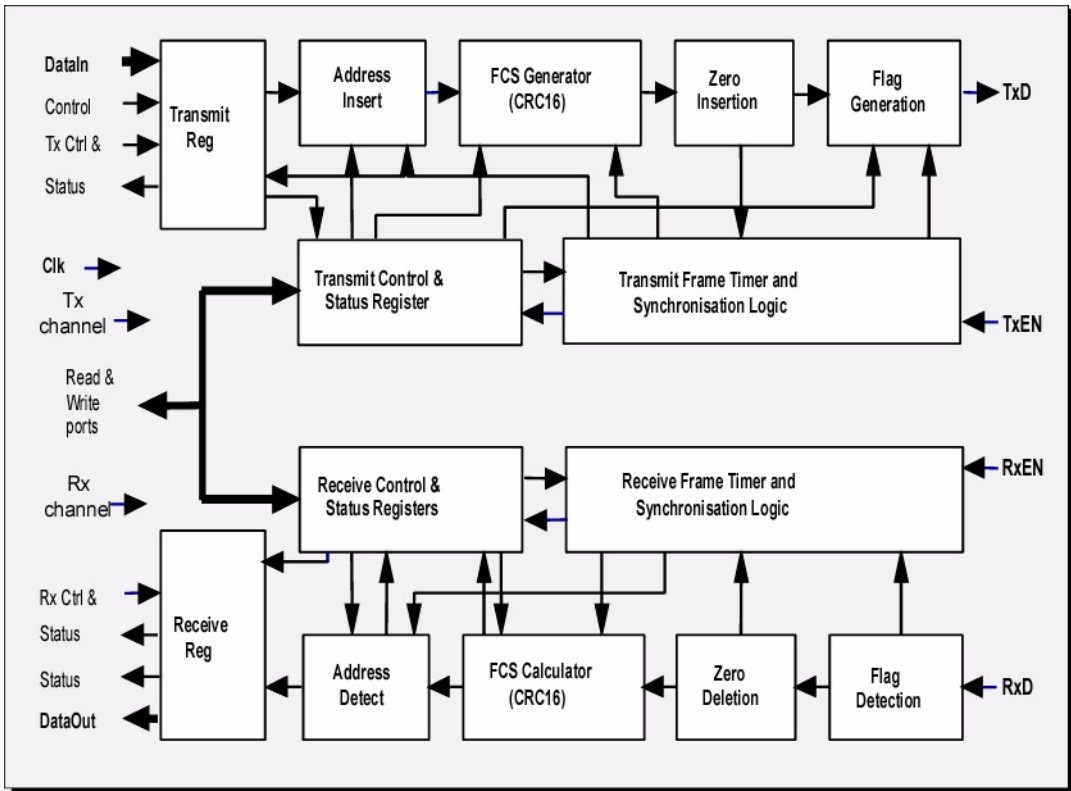 DataIn
Control
Tx Ctrl &
Status
Transmit
Reg
Address
Insert
FCS Generator
(CRC16)
Zero
Insertion
Flag
Generation
TxD
Clk
Tx
channel
Transmit Control &
Status Register
Transmit Frame Timer and
Synchronisation Logic
TxEN
Read &
Write
ports
Rx
channel
Receive Control &
Status Registers
Receive Frame Timer and
Synchronisation Logic
RxEN
Rx Ctrl &
Status
Status
DataOut
Receive
Reg
Address
Detect
FCS Calculator
(CRC16)
Zero
Deletion
Flag
Detection
RxD